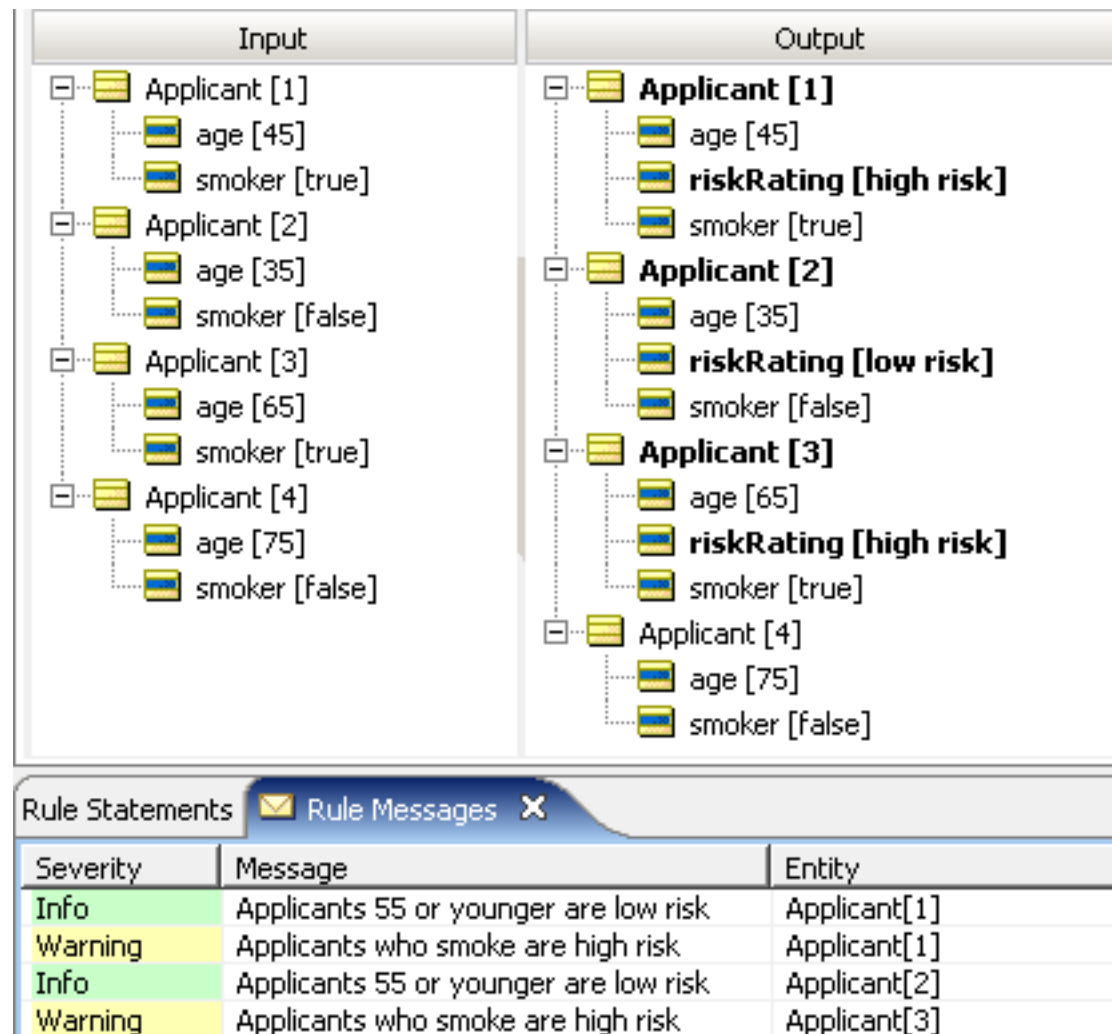 Input
Applicant [1]
age [45]
smoker [true]
Applicant [2]
age [35]
smoker [false]
Applicant [3]
age [65]
smoker [true]
Applicant [4]
age [75]
smoker [false]
Output
Applicant [1]
age [45]
riskRating [high risk]
smoker [true]
Applicant [2]
age [35]
riskRating [low risk]
smoker [false]
Applicant [3]
age [65]
riskRating [high risk]
smoker [true]
Applicant [4]
age [75]
smoker [false]
Rule Statements Rule Messages
Severity Message Entity
Info Applicants 55 or younger are low risk Applicant[1]
Warning Applicants who smoke are high risk Applicant[1]
Info Applicants 55 or younger are low risk Applicant[2]
Warning Applicants who smoke are high risk Applicant[3]